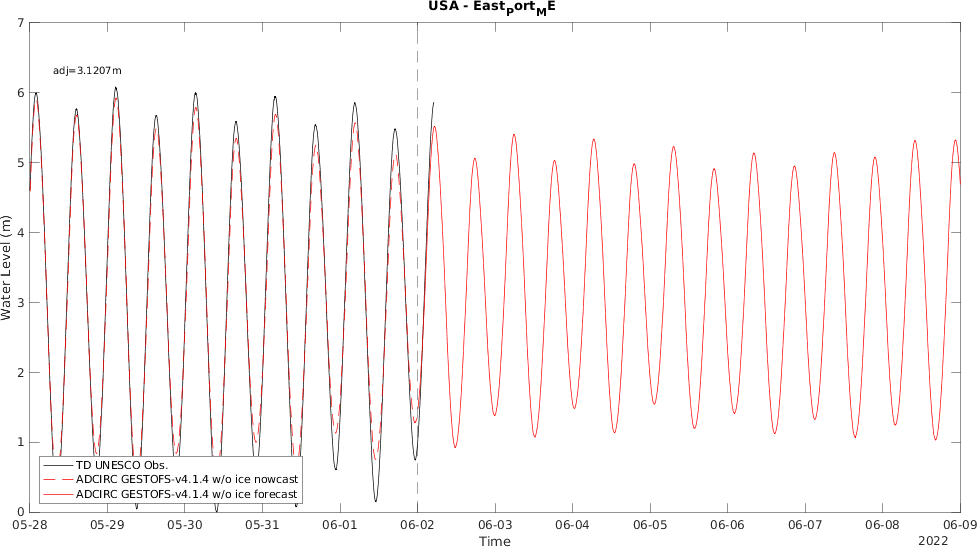 USA - EastPortME
adj=3.1207m
7
6
5
4
3
2
1
0
Water Level (m)
TD UNESCO Obs.
ADCIRC GESTOFS-v4.1.4 w/o ice nowcast
ADCIRC GESTOFS-v4.1.4 w/o ice forecast
05-28 05-29 05-30 05-31 06-01 06-02 06-03 06-04 06-05 06-06 06-07 06-08 06-09
Time
2022